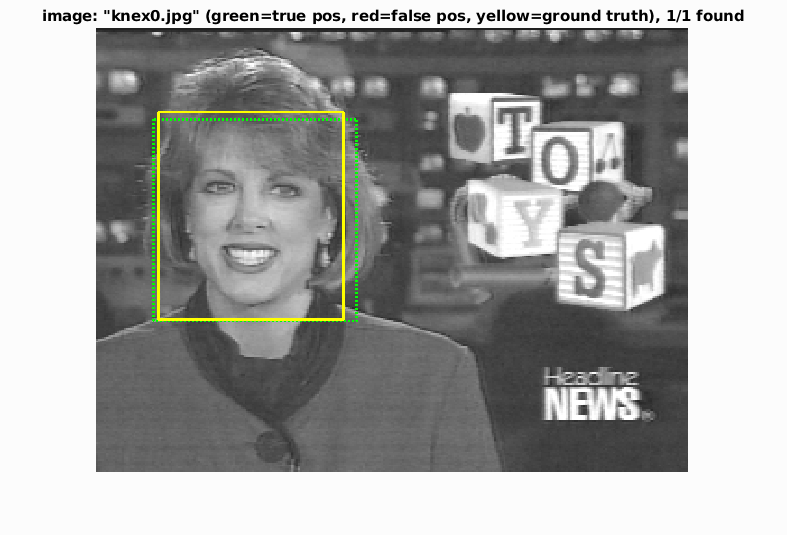 image: "knex0.jpg" (green=true pos, red=false pos, yellow=ground truth), 1/1 found
T
O
Y
S
Headline
NEWS